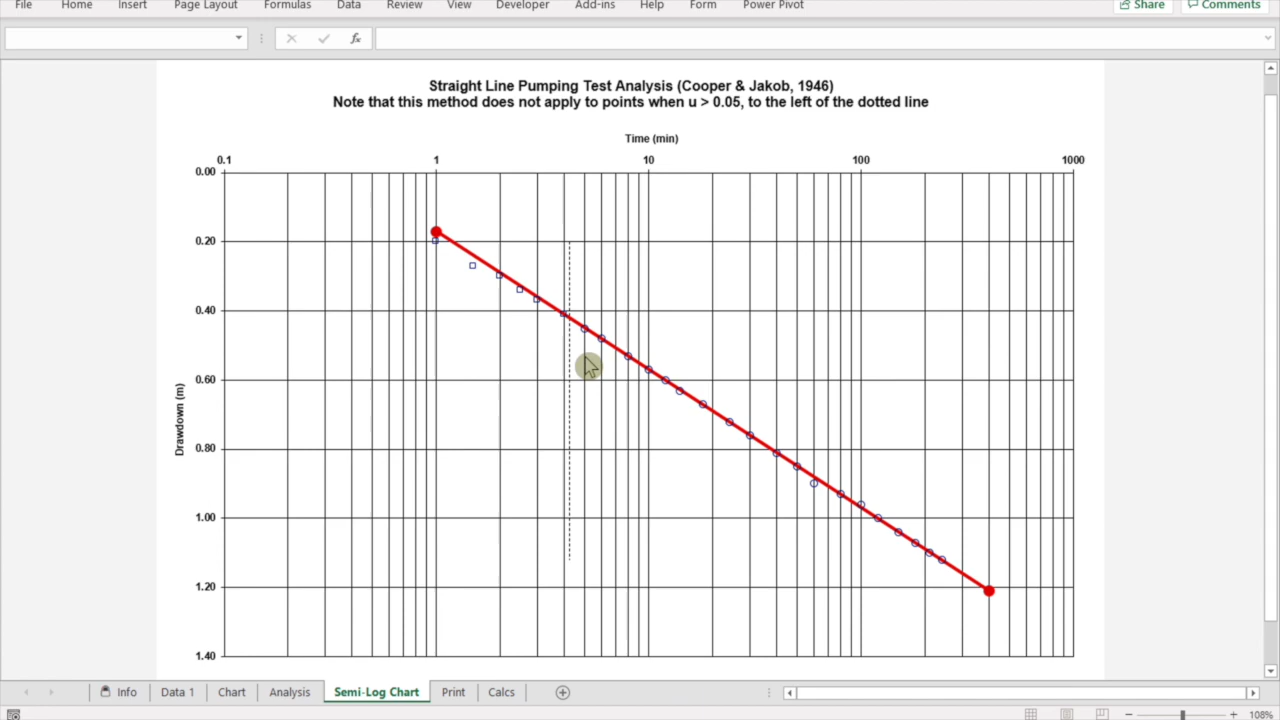 File Home Insert Page Layout Formulas Data Review View Developer Add-ins Help Form Power Pivot Share Comments
fx
Straight Line Pumping Test Analysis (Cooper & Jakob, 1946)
Note that this method does not apply to points when u > 0.05, to the left of the dotted line
Time (min)
0.1 1 10 100 1000
0.00
0.20
0.40
0.60
0.80
1.00
1.20
1.40
Drawdown (m)
Info Data 1 Chart Analysis Semi-Log Chart Print Calcs
108%